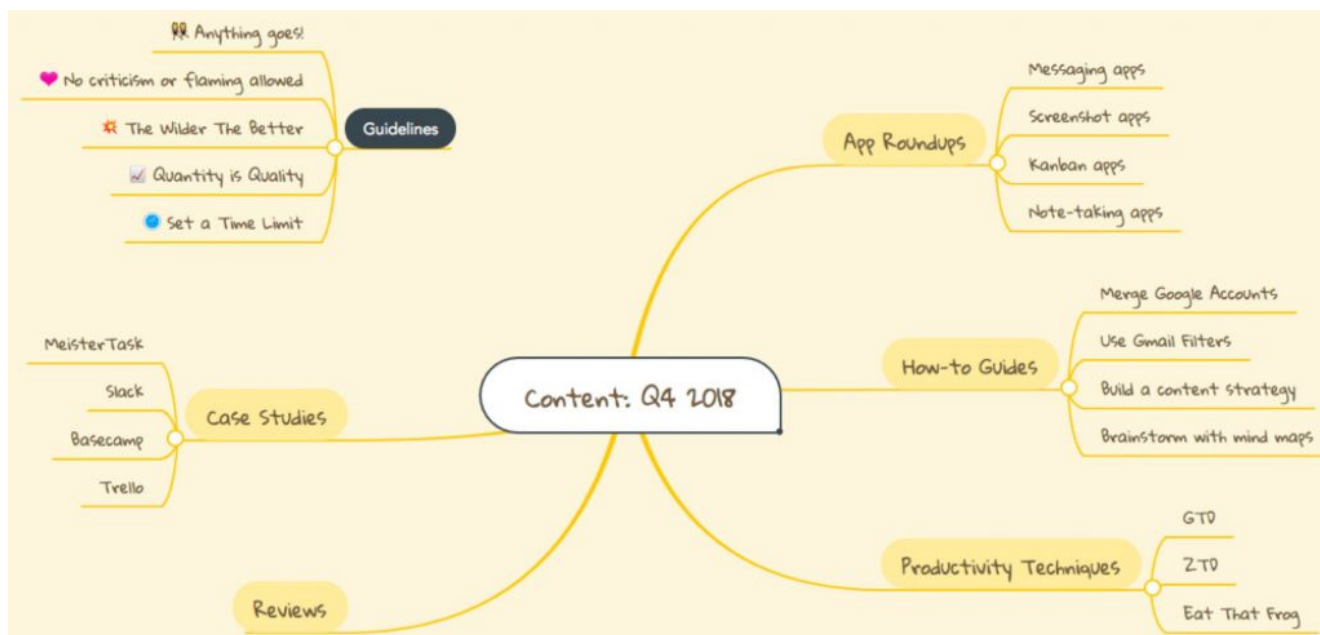 Anything goes!
No criticism or flaming allowed
The Wilder The Better
Quantity is Quality
Set a Time Limit
Guidelines
App Roundups
Messaging apps
Screenshot apps
Kanban apps
Note-taking apps
Content: Q4 2018
How-to Guides
Merge Google Accounts
Use Gmail Filters
Build a content strategy
Brainstorm with mind maps
MeisterTask
Slack
Basecamp
Trello
Case Studies
Productivity Techniques
GTD
ZTD
Eat That Frog
Reviews